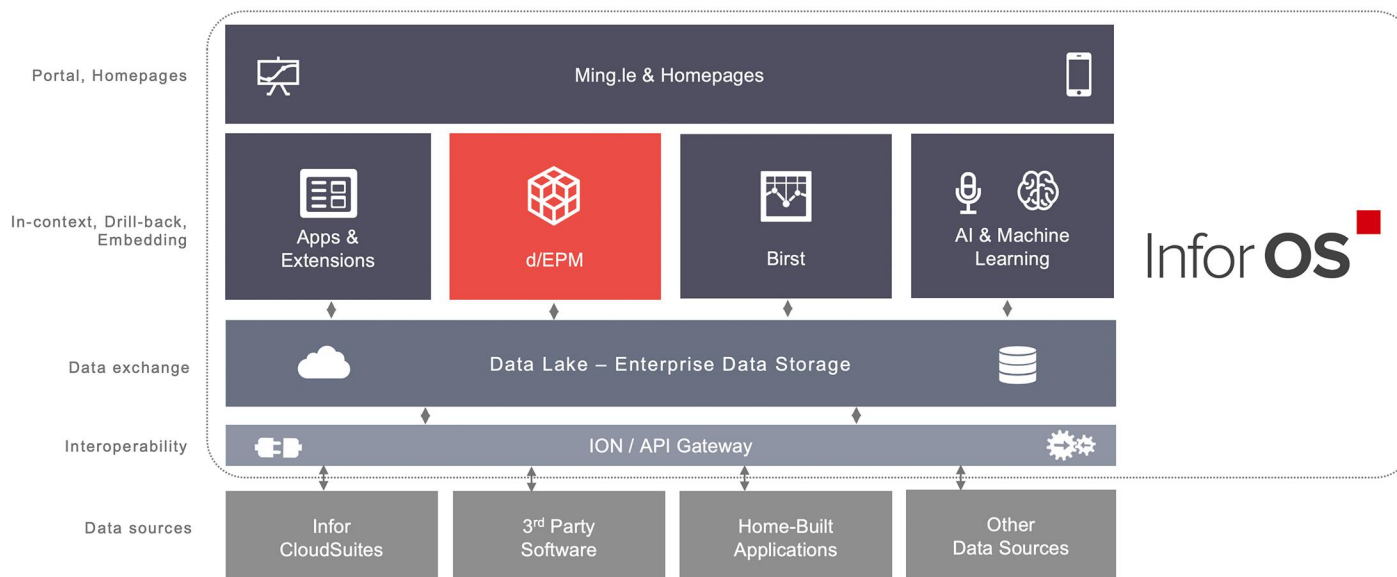 Portal, Homepages
Ming.le & Homepages
In-context, Drill-back,
Embedding
Apps &
Extensions
d/EPM
Birst
AI & Machine
Learning
Infor OS
Data exchange
Data Lake – Enterprise Data Storage
Interoperability
ION / API Gateway
Data sources
Infor
CloudSuites
3rd Party
Software
Home-Built
Applications
Other
Data Sources